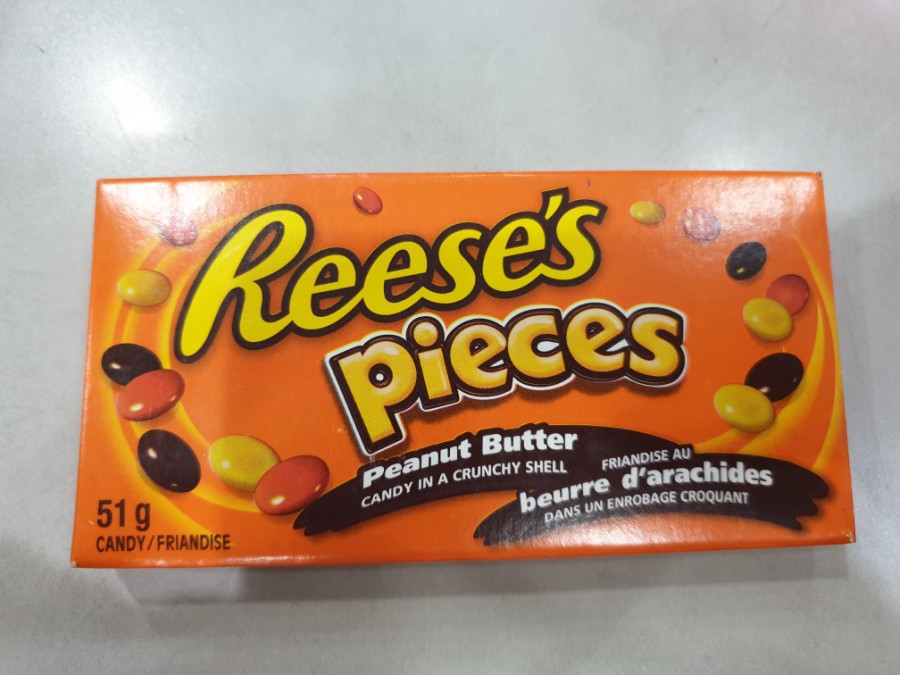 Reese's
pieces
Peanut Butter
CANDY IN A CRUNCHY SHELL
FRIANDISE AU
beurre d'arachides
DANS UN ENROBAGE CROQUANT
51 g
CANDY/FRIANDISE